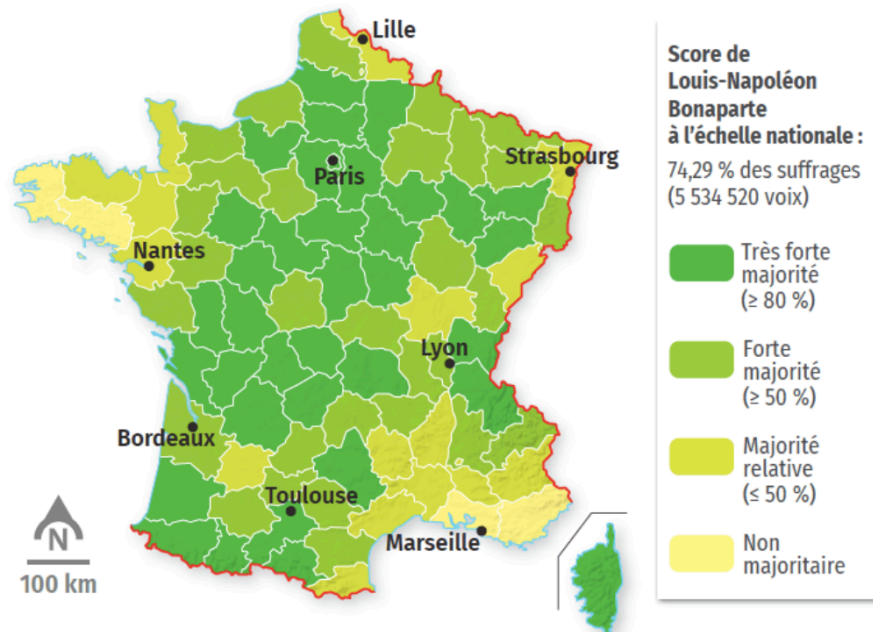 Lille
Strasbourg
Paris
Nantes
Lyon
Bordeaux
Toulouse
Marseille
N
100 km
Score de
Louis-Napoléon
Bonaparte
à l'échelle nationale :
74,29 % des suffrages
(5 534 520 voix)
Très forte
majorité
(≥ 80 %)
Forte
majorité
(≥ 50 %)
Majorité
relative
(≤ 50 %)
Non
majoritaire